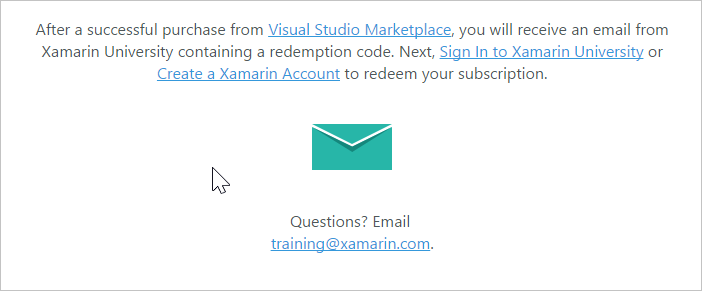 After a successful purchase from Visual Studio Marketplace, you will receive an email from
Xamarin University containing a redemption code. Next, Sign In to Xamarin University or
Create a Xamarin Account to redeem your subscription.
Questions? Email
training@xamarin.com.